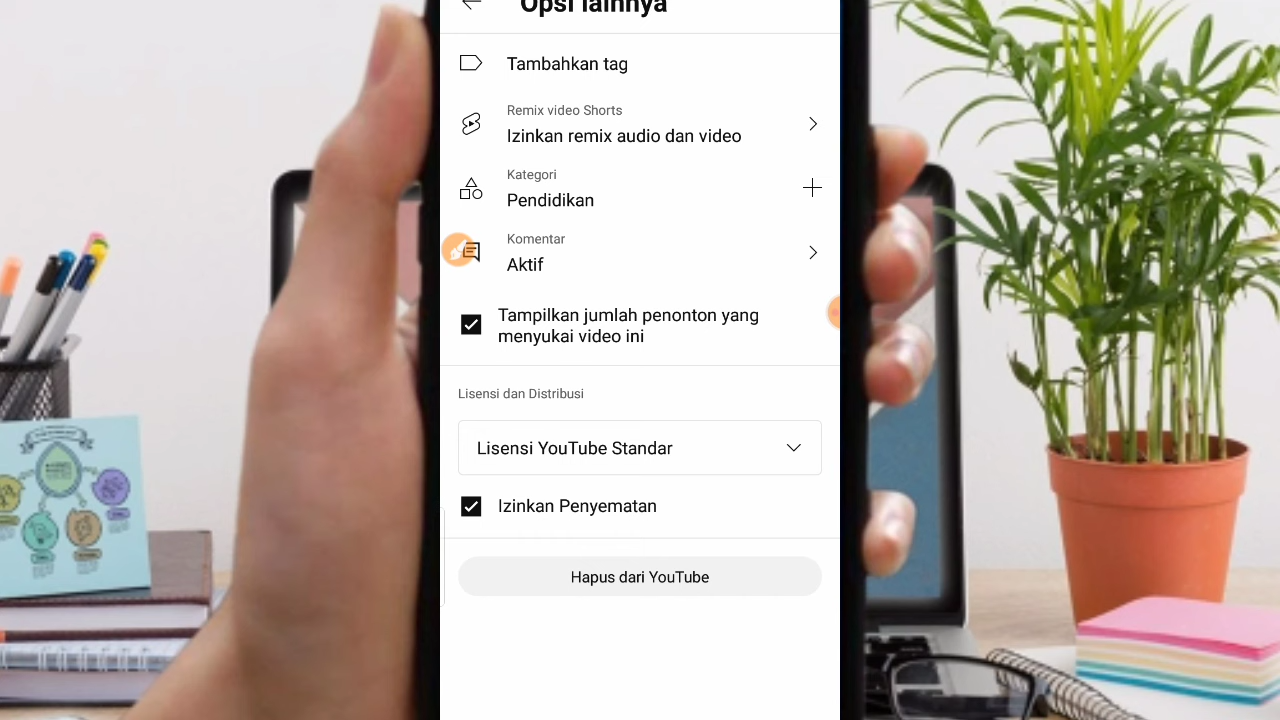 Opsi lainnya
Tambahkan tag
Remix video Shorts
Izinkan remix audio dan video
Kategori
Pendidikan
Komentar
Aktif
Tampilkan jumlah penonton yang
menyukai video ini
Lisensi dan Distribusi
Lisensi YouTube Standar
Izinkan Penyematan
Hapus dari YouTube